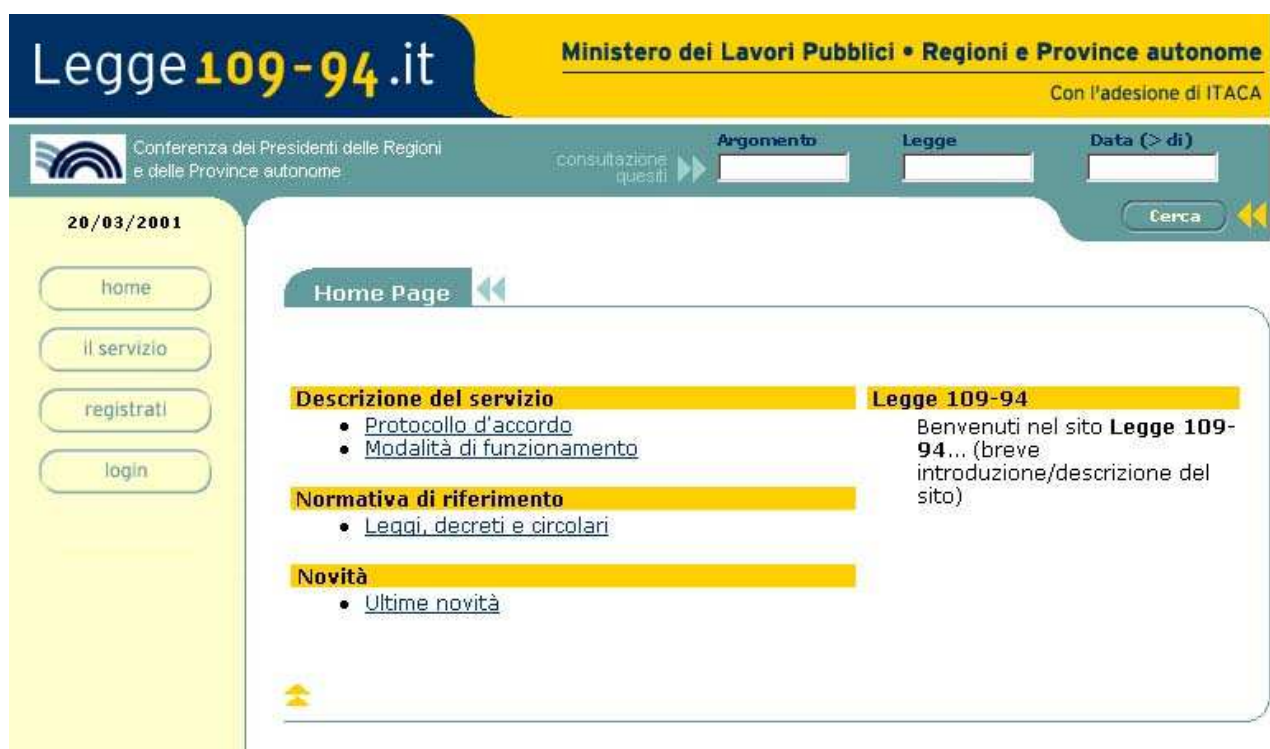 Legge 109-94.it
Ministero dei Lavori Pubblici • Regioni e Province autonome
Con l'adesione di ITACA
Conferenza dei Presidenti delle Regioni
e delle Province autonome
consultazione
quesiti
Argomento
Legge
Data (> di)
Cerca
20/03/2001
home
il servizio
registrati
login
Home Page
Descrizione del servizio
• Protocollo d'accordo
• Modalità di funzionamento
Normativa di riferimento
• Leggi, decreti e circolari
Novità
• Ultime novità
Legge 109-94
Benvenuti nel sito Legge 109-
94... (breve
introduzione/descrizione del
sito)